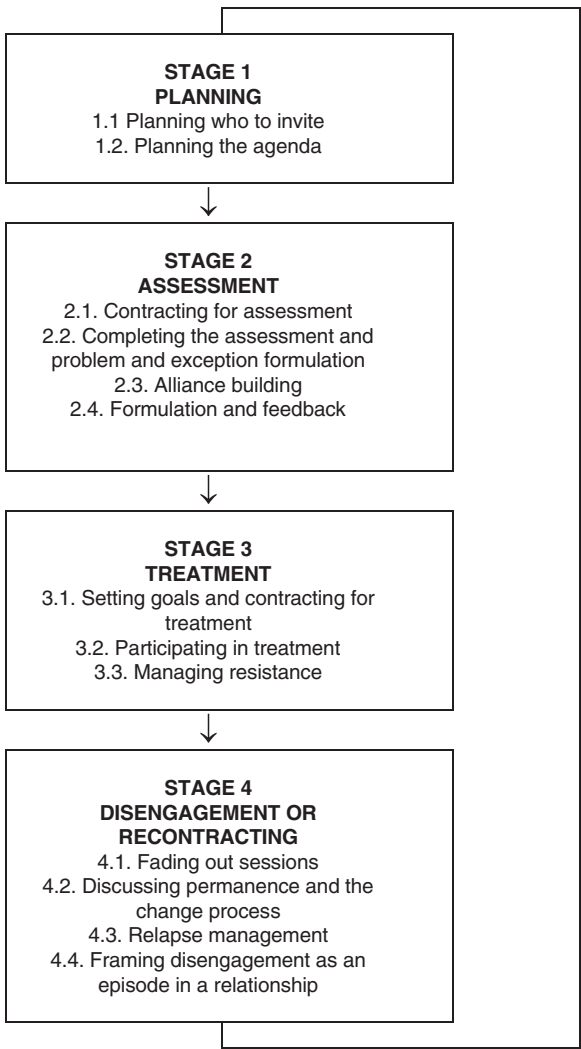 STAGE 1
PLANNING
1.1 Planning who to invite
1.2. Planning the agenda
STAGE 2
ASSESSMENT
2.1. Contracting for assessment
2.2. Completing the assessment and
problem and exception formulation
2.3. Alliance building
2.4. Formulation and feedback
STAGE 3
TREATMENT
3.1. Setting goals and contracting for
treatment
3.2. Participating in treatment
3.3. Managing resistance
STAGE 4
DISENGAGEMENT OR
RECONTRACTING
4.1. Fading out sessions
4.2. Discussing permanence and the
change process
4.3. Relapse management
4.4. Framing disengagement as an
episode in a relationship